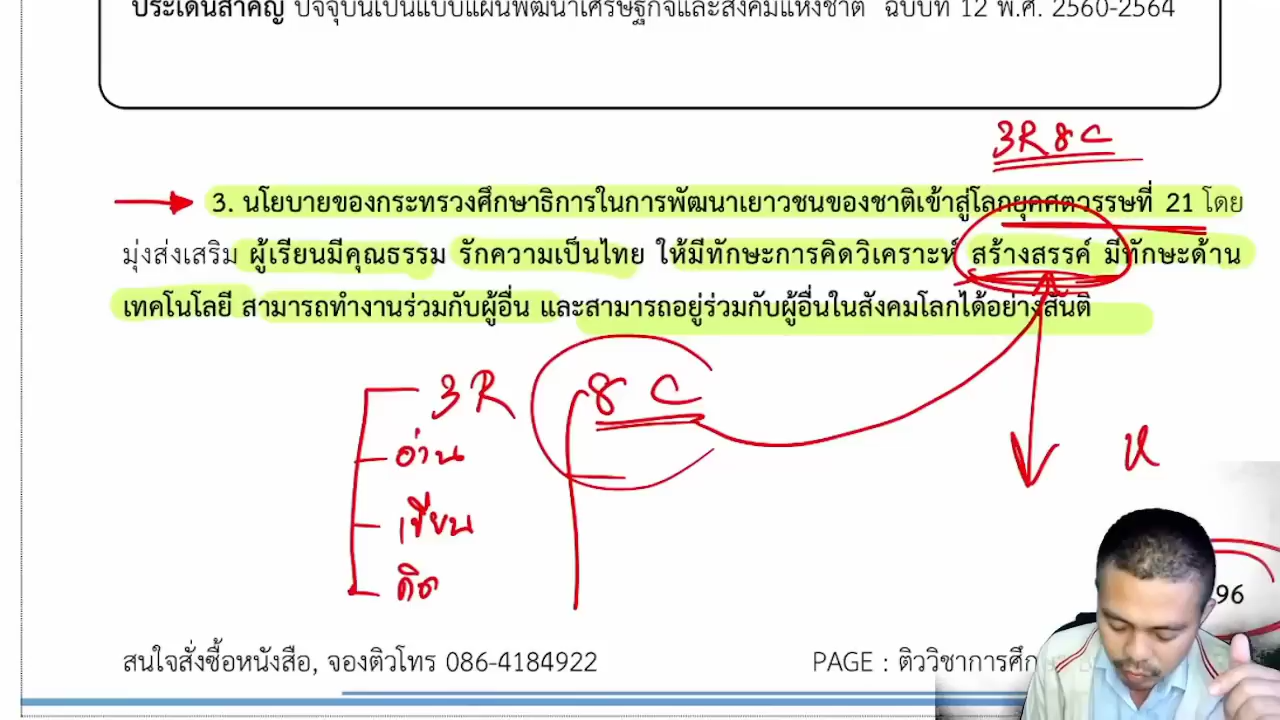 ประเด็นสำคัญ ปัจจุบันเป็นแบบแผนพัฒนาเศรษฐกิจและสังคมแห่งชาติ ฉบับที่ 12 พ.ศ. 2560-2564
3R 8C
3. นโยบายของกระทรวงศึกษาธิการในการพัฒนาเยาวชนของชาติเข้าสู่โลกยุคศตวรรษที่ 21 โดย
มุ่งส่งเสริม ผู้เรียนมีคุณธรรม รักความเป็นไทย ให้มีทักษะการคิดวิเคราะห์ สร้างสรรค์ มีทักษะด้าน
เทคโนโลยี สามารถทำงานร่วมกับผู้อื่น และสามารถอยู่ร่วมกับผู้อื่นในสังคมโลกได้อย่างสันติ
3R 8C
อ่าน
เขียน
คิด
96
สนใจสั่งซื้อหนังสือ, จองติวโทร 086-4184922 PAGE : ติววิชาการศึกษ